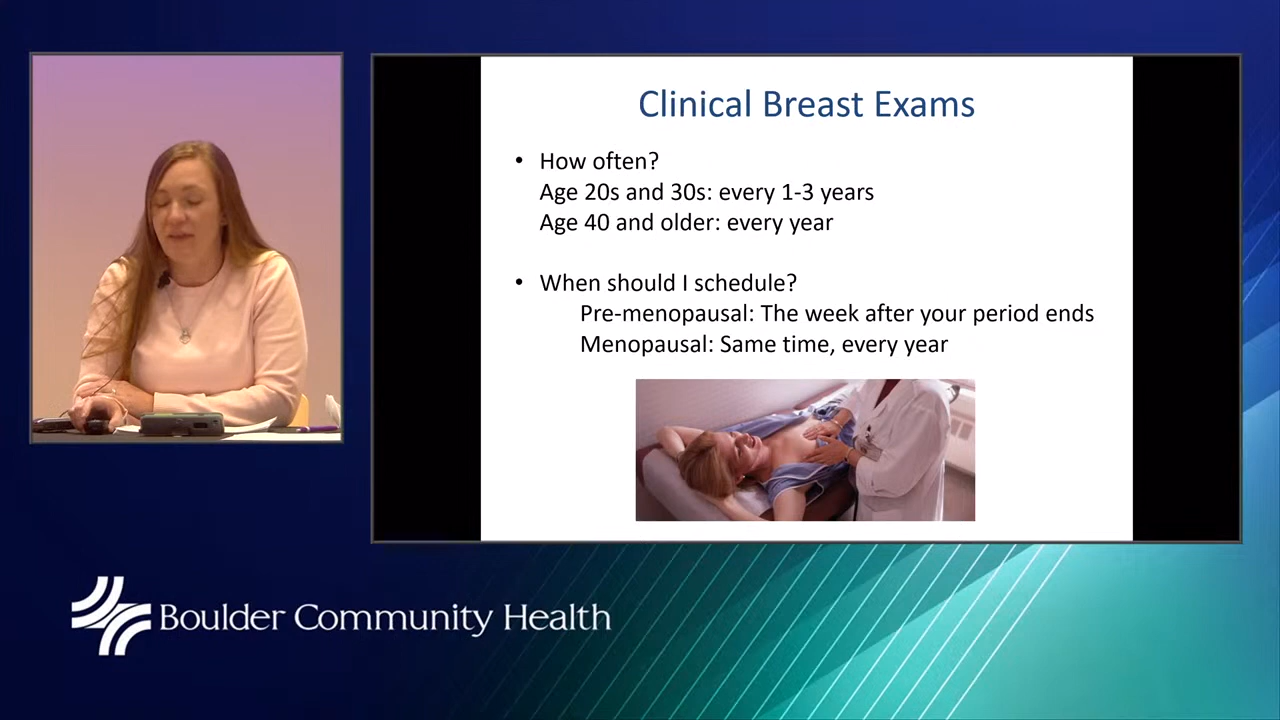 Clinical Breast Exams
• How often?
Age 20s and 30s: every 1-3 years
Age 40 and older: every year
• When should I schedule?
Pre-menopausal: The week after your period ends
Menopausal: Same time, every year
Boulder Community Health